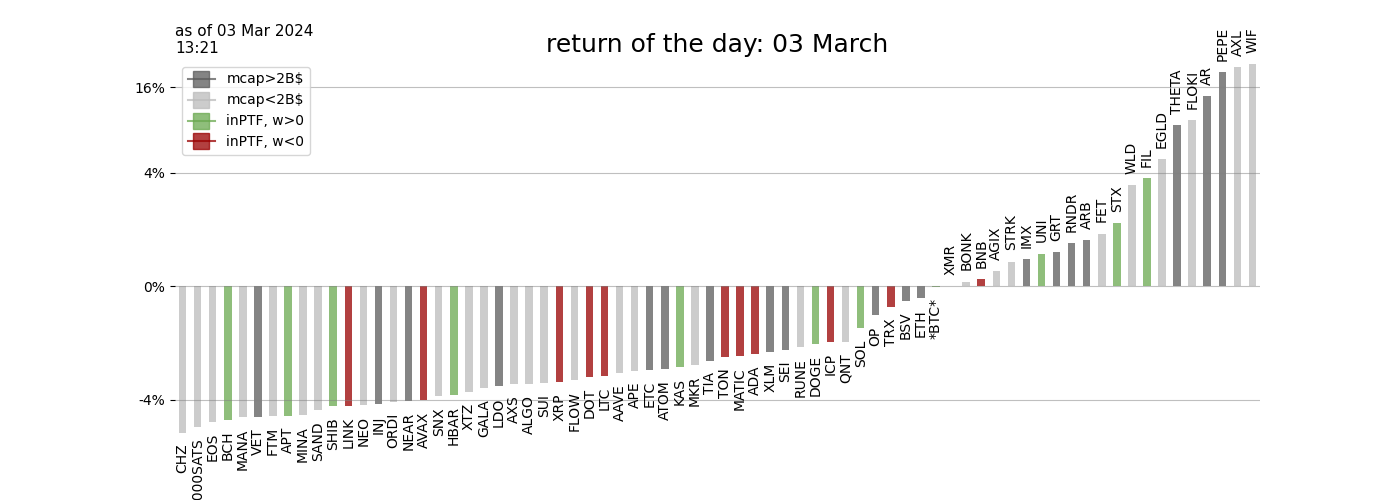 as of 03 Mar 2024
13:21
return of the day: 03 March
mcap>2B$
mcap<2B$
inPTF, w>0
inPTF, w<0
16%
4%
0%
-4%
CHZ
000SATS
EOS
BCH
MANA
VET
FTM
APT
MINA
SAND
SHIB
LINK
NEO
INJ
ORDI
NEAR
AVAX
SNX
HBAR
XTZ
GALA
LDO
AXS
ALGO
SUI
XRP
FLOW
DOT
LTC
AAVE
APE
ETC
ATOM
KAS
MKR
TIA
TON
MATIC
ADA
XLM
SEI
RUNE
DOGE
ICP
QNT
SOL
OP
TRX
BSV
ETH
*BTC*
XMR
BONK
BNB
AGIX
STRK
IMX
UNI
GRT
RNDR
ARB
FET
STX
WLD
FIL
EGLD
THETA
FLOKI
AR
PEPE
AXL
WIF